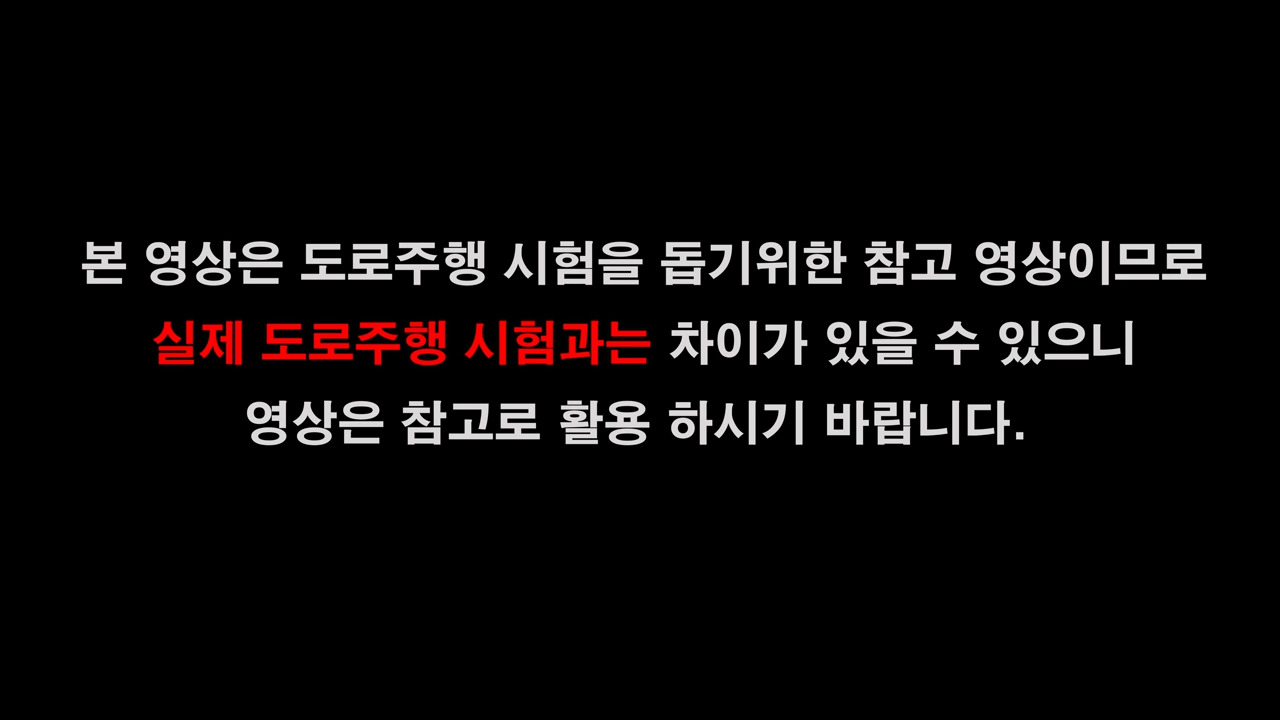 본 영상은 도로주행 시험을 돕기위한 참고 영상이므로
실제 도로주행 시험과는 차이가 있을 수 있으니
영상은 참고로 활용 하시기 바랍니다.